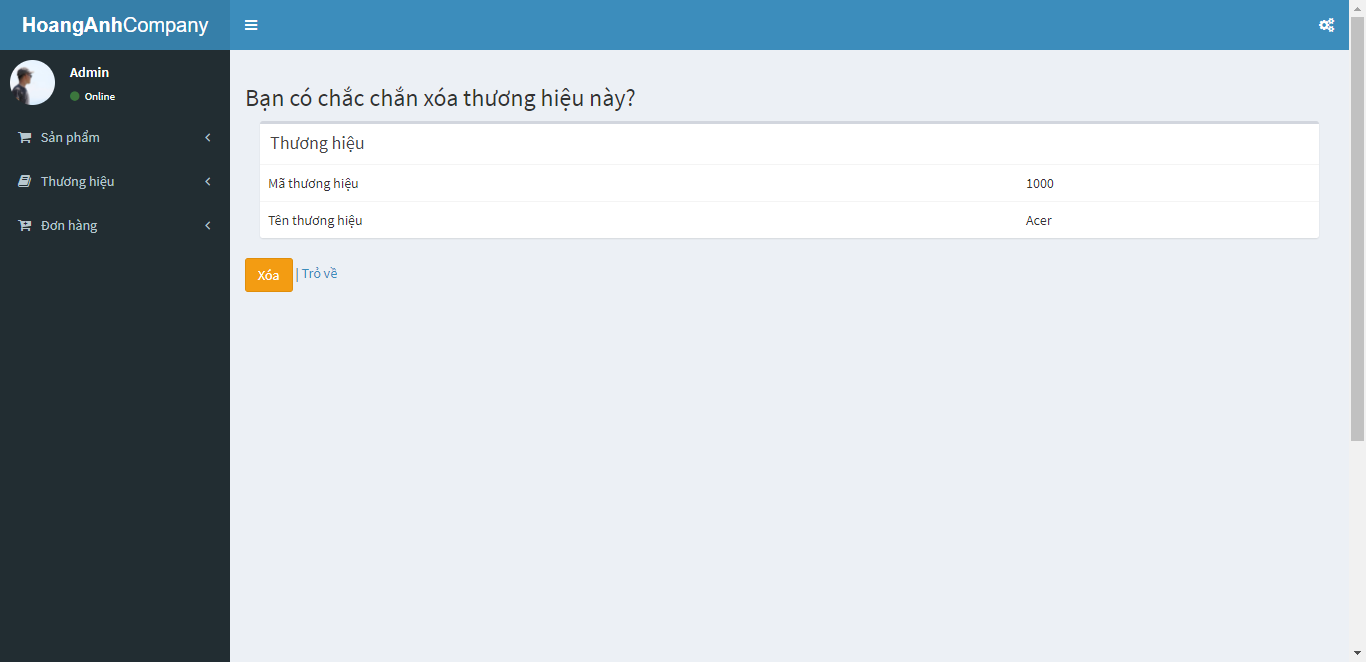 HoangAnhCompany
Admin
Online
Sản phẩm
Thương hiệu
Đơn hàng
Bạn có chắc chắn xóa thương hiệu này?
Thương hiệu
Mã thương hiệu 1000
Tên thương hiệu Acer
Xóa | Trỏ về